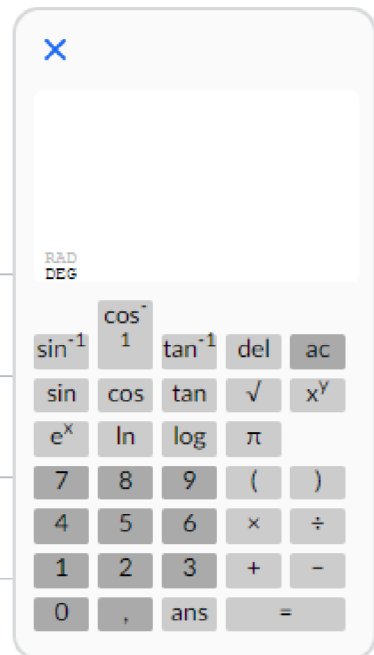 ×
RAD
DEG
sin⁻¹ cos⁻¹ tan⁻¹ del ac
sin cos tan √ xʸ
eˣ ln log π
7 8 9 ( )
4 5 6 × ÷
1 2 3 + −
0 , ans =